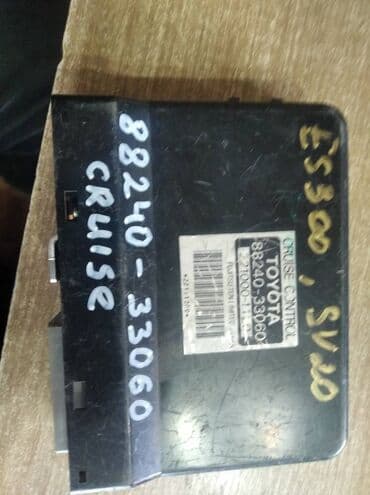 88240-33060
CRUISE
CRUISE CONTROL
TOYOTA
88240-33060
ES300, SV20